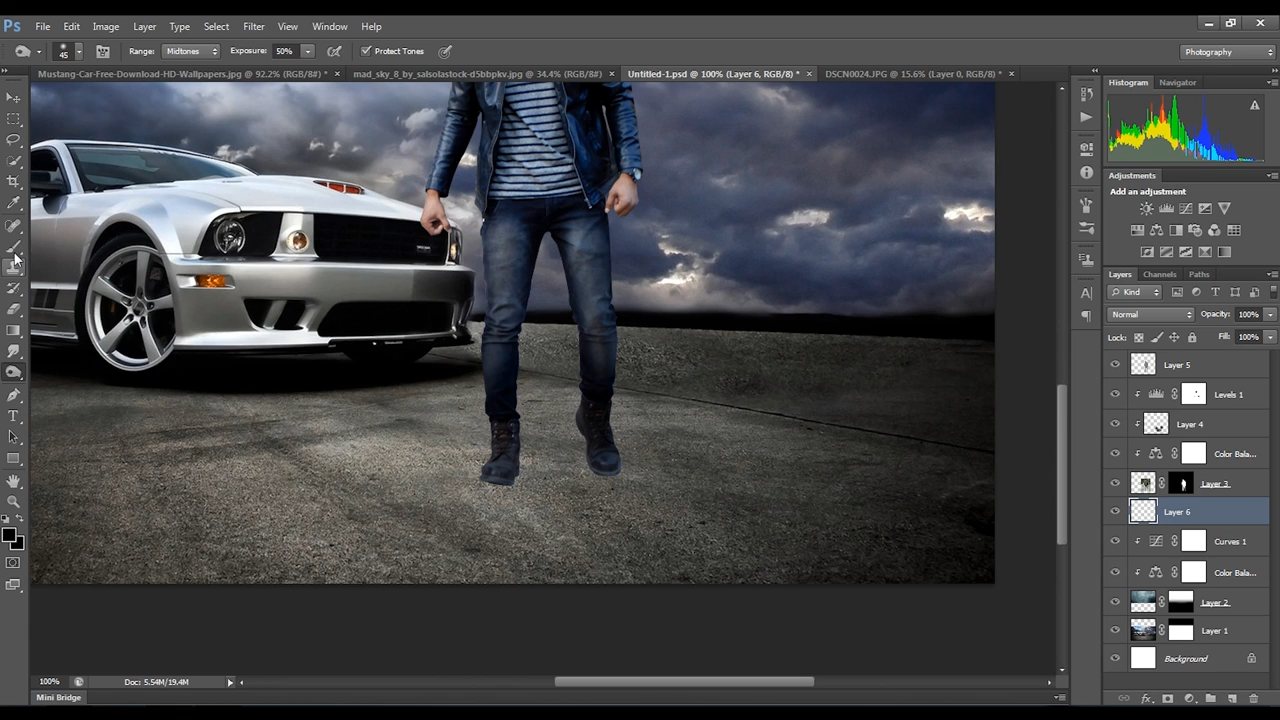 Ps File Edit Image Layer Type Select Filter View Window Help
45 Range: Midtones Exposure: 50% Protect Tones Photography
Mustang-Car-Free-Download-HD-Wallpapers.jpg @ 92.2% (RGB/8#) * × mad_sky_8_by_salsolastock-d5bbpkv.jpg @ 34.4% (RGB/8#) × Untitled-1.psd @ 100% (Layer 6, RGB/8) * × DSCN0024.JPG @ 15.6% (Layer 0, RGB/8) * ×
Histogram Navigator
Adjustments
Add an adjustment
Layers Channels Paths
Kind
Normal Opacity: 100%
Lock: Fill: 100%
Layer 5
Levels 1
Layer 4
Color Bala...
Layer 3
Layer 6
Curves 1
Color Bala...
Layer 2
Layer 1
Background
100% Doc: 5.54M/19.4M
Mini Bridge